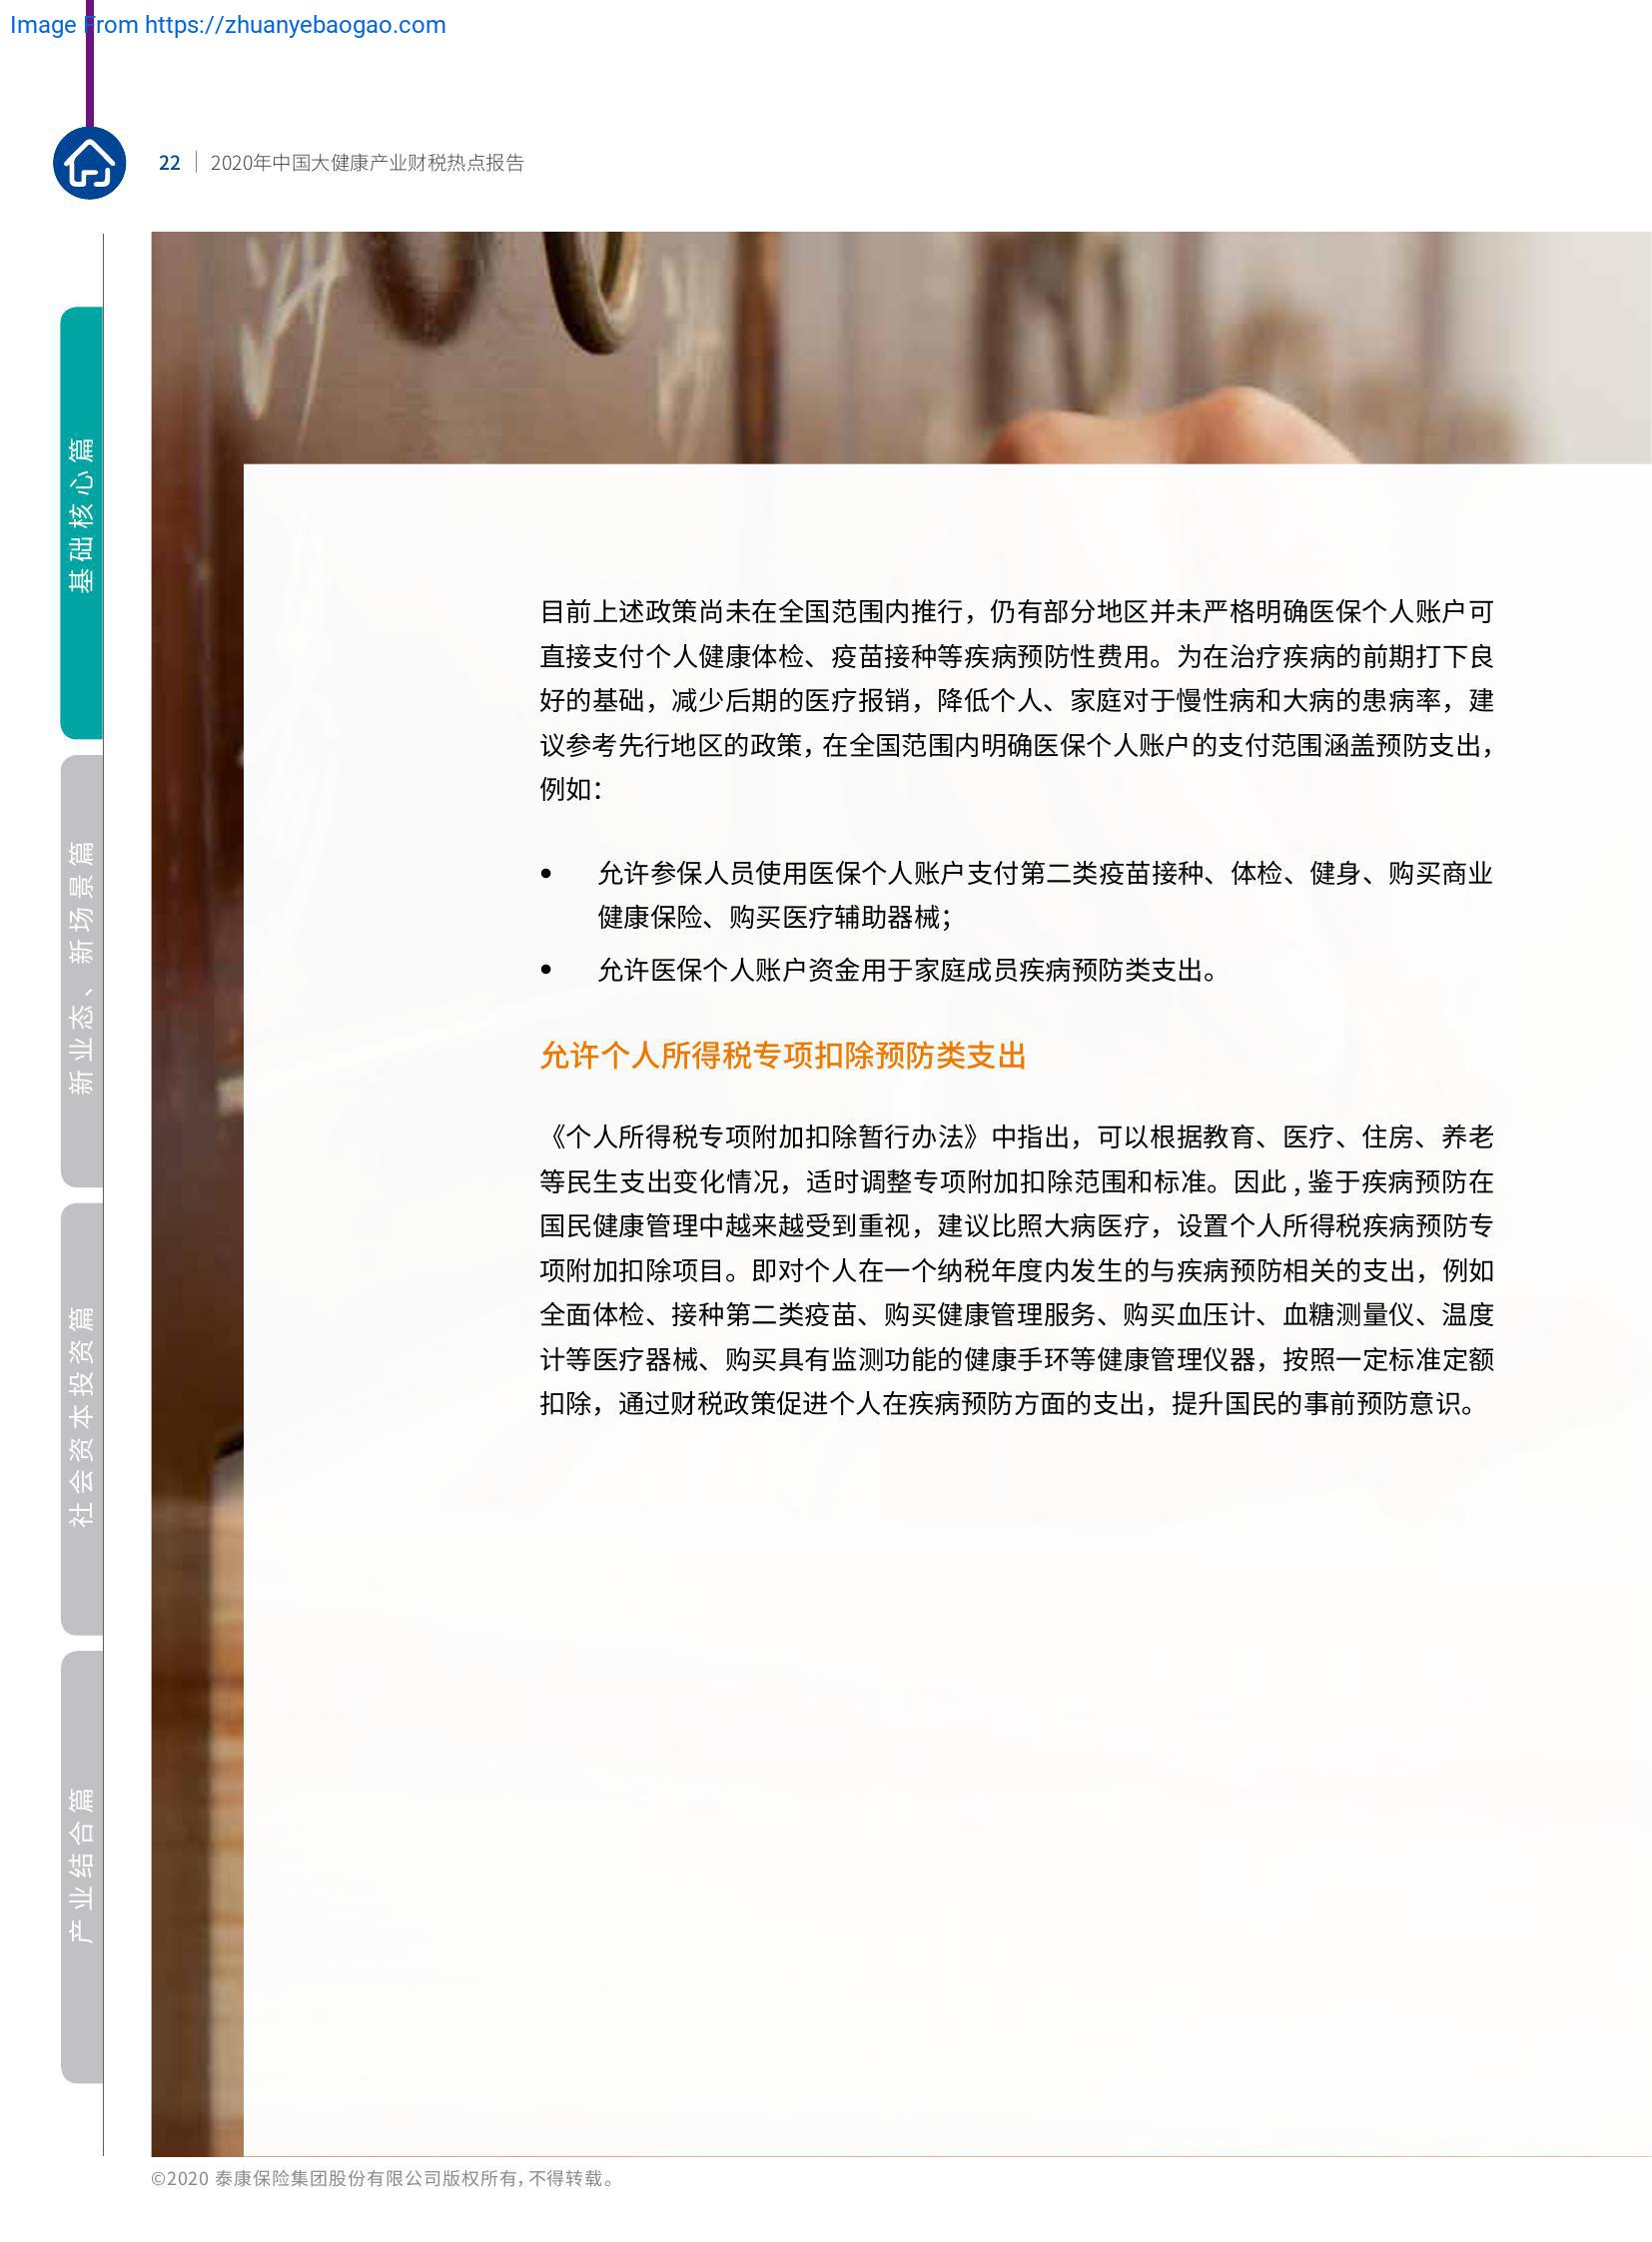 Image From https://zhuanyebaogao.com
22
2020年中国大健康产业财税热点报告
基础核心篇
新业态、新场景篇
社会资本投资篇
产业结合篇
目前上述政策尚未在全国范围内推行，仍有部分地区并未严格明确医保个人账户可
直接支付个人健康体检、疫苗接种等疾病预防性费用。为在治疗疾病的前期打下良
好的基础，减少后期的医疗报销，降低个人、家庭对于慢性病和大病的患病率，建
议参考先行地区的政策，在全国范围内明确医保个人账户的支付范围涵盖预防支出，
例如：
• 允许参保人员使用医保个人账户支付第二类疫苗接种、体检、健身、购买商业
健康保险、购买医疗辅助器械；
• 允许医保个人账户资金用于家庭成员疾病预防类支出。
允许个人所得税专项扣除预防类支出
《个人所得税专项附加扣除暂行办法》中指出，可以根据教育、医疗、住房、养老
等民生支出变化情况，适时调整专项附加扣除范围和标准。因此 , 鉴于疾病预防在
国民健康管理中越来越受到重视，建议比照大病医疗，设置个人所得税疾病预防专
项附加扣除项目。即对个人在一个纳税年度内发生的与疾病预防相关的支出，例如
全面体检、接种第二类疫苗、购买健康管理服务、购买血压计、血糖测量仪、温度
计等医疗器械、购买具有监测功能的健康手环等健康管理仪器，按照一定标准定额
扣除，通过财税政策促进个人在疾病预防方面的支出，提升国民的事前预防意识。
©2020 泰康保险集团股份有限公司版权所有，不得转载。